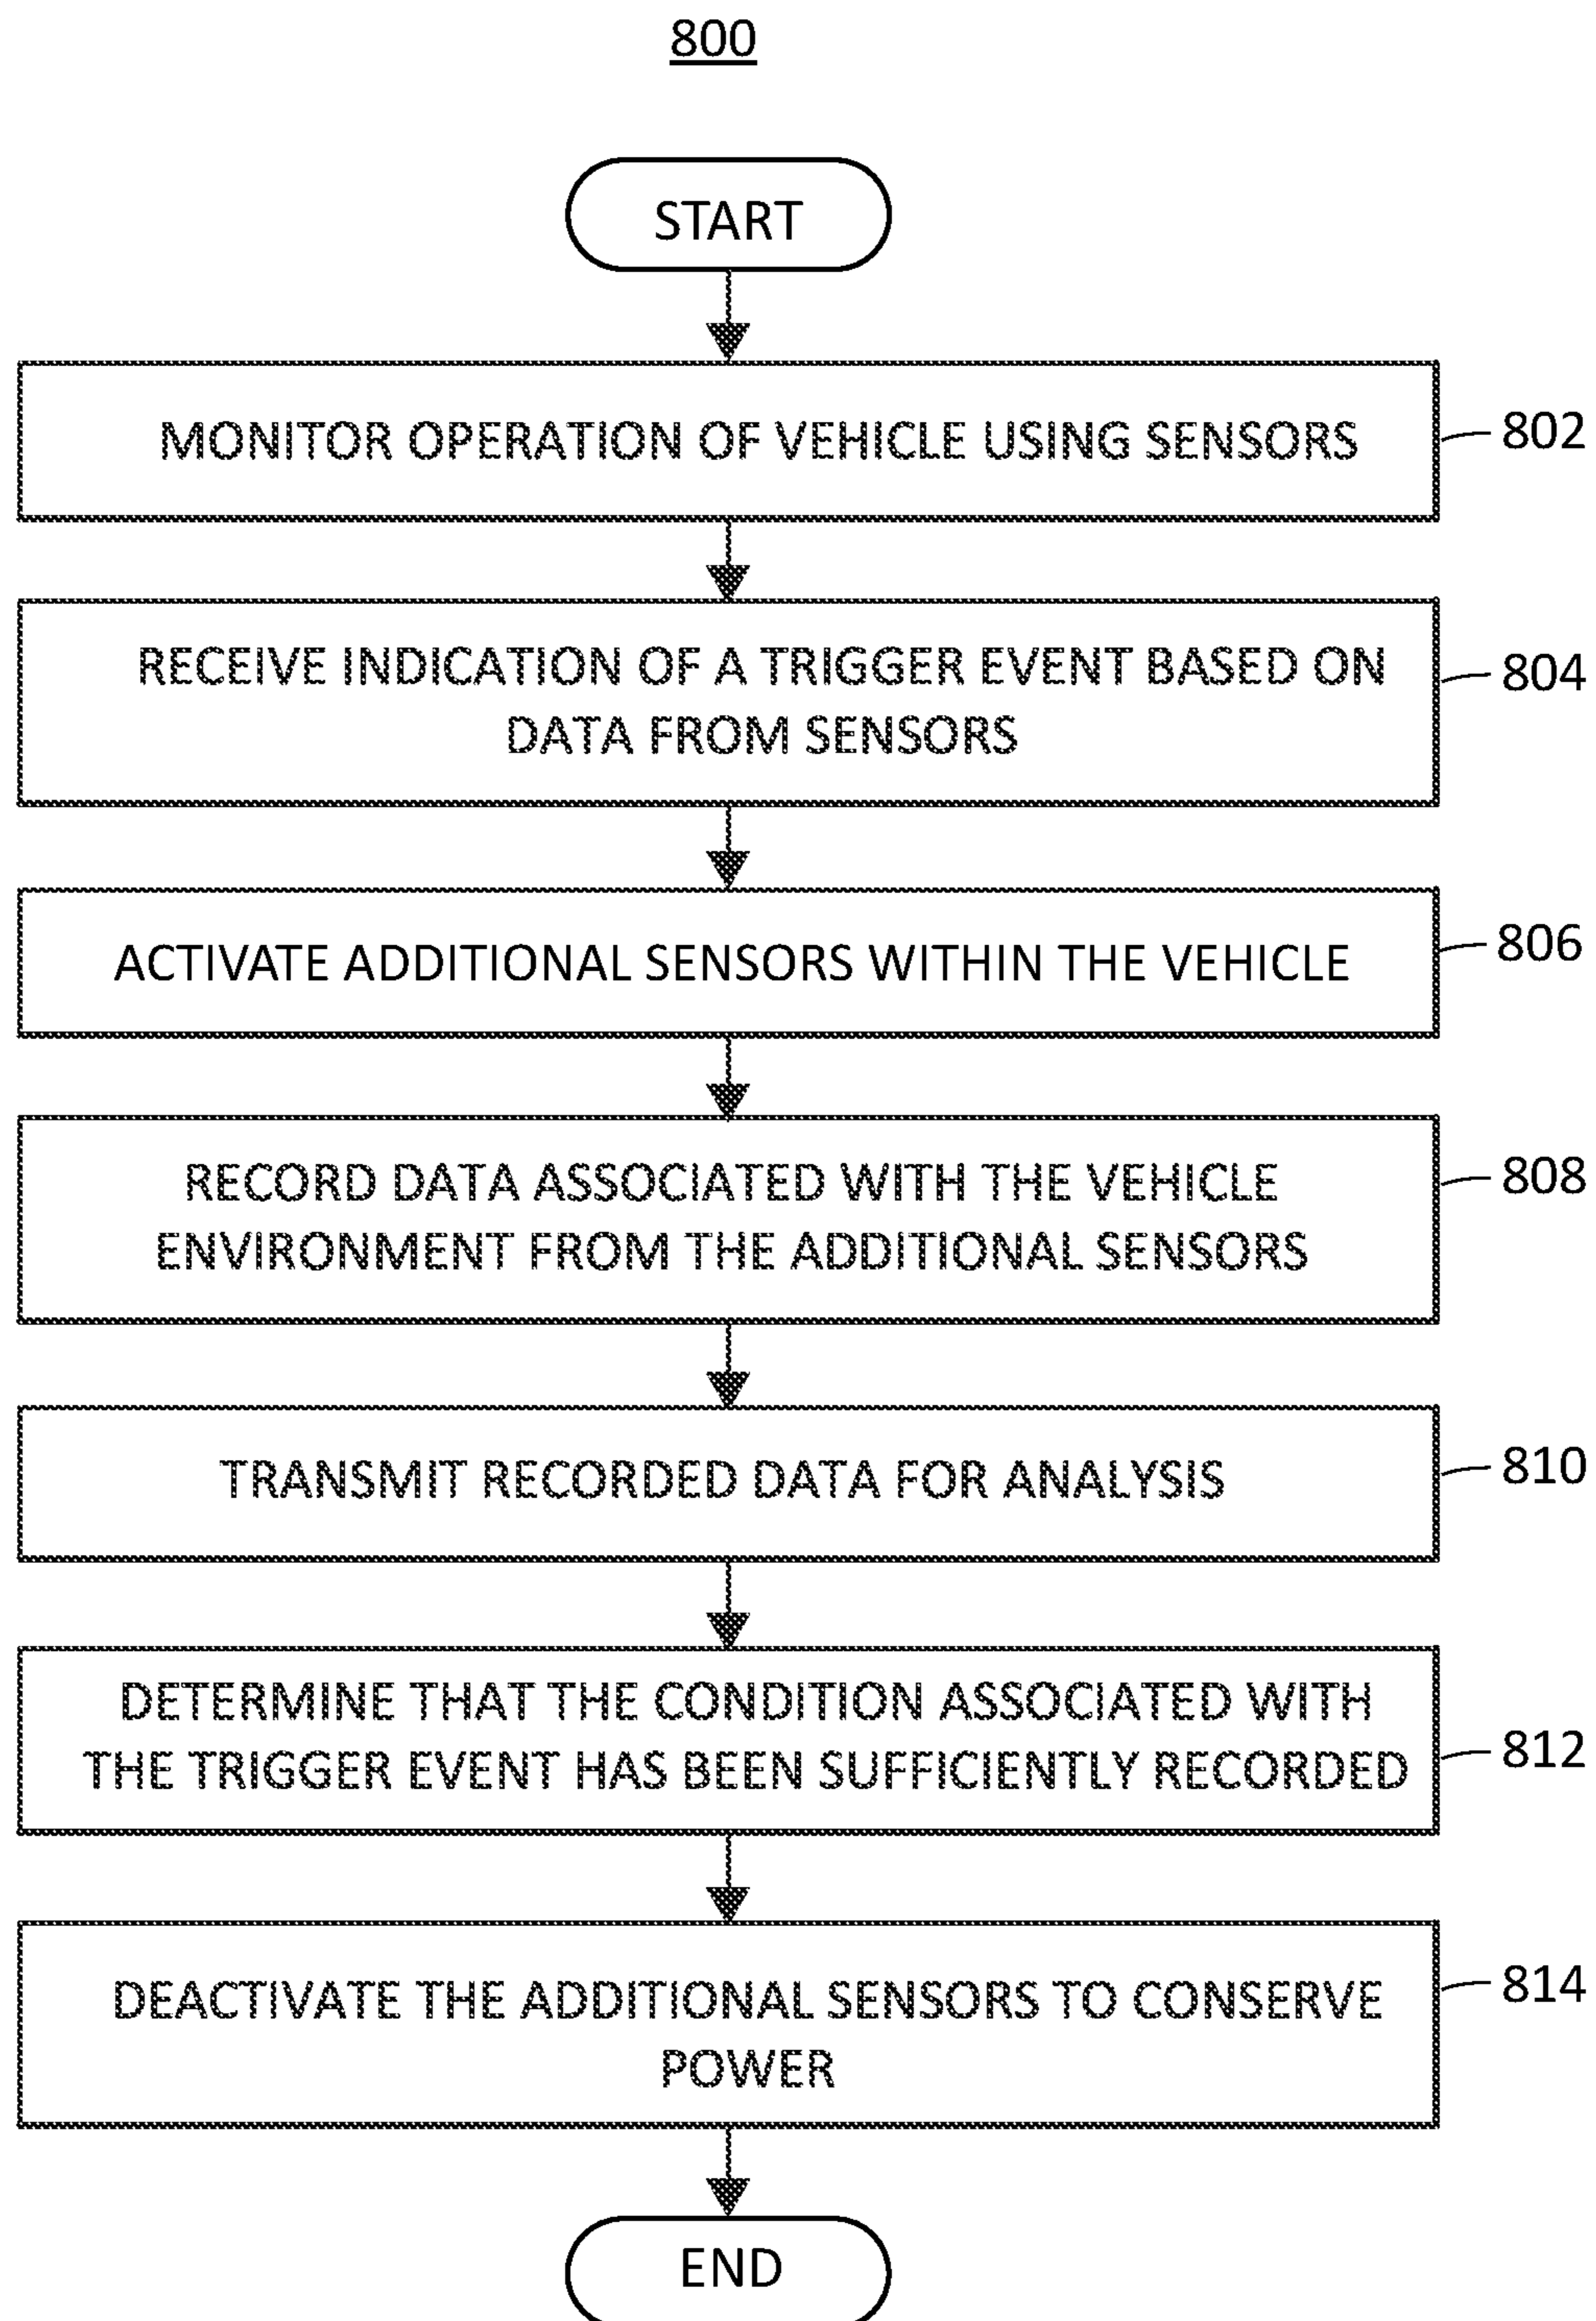 800
START
MONITOR OPERATION OF VEHICLE USING SENSORS
802
RECEIVE INDICATION OF A TRIGGER EVENT BASED ON
DATA FROM SENSORS
804
ACTIVATE ADDITIONAL SENSORS WITHIN THE VEHICLE
806
RECORD DATA ASSOCIATED WITH THE VEHICLE
ENVIRONMENT FROM THE ADDITIONAL SENSORS
808
TRANSMIT RECORDED DATA FOR ANALYSIS
810
DETERMINE THAT THE CONDITION ASSOCIATED WITH
THE TRIGGER EVENT HAS BEEN SUFFICIENTLY RECORDED
812
DEACTIVATE THE ADDITIONAL SENSORS TO CONSERVE
POWER
814
END